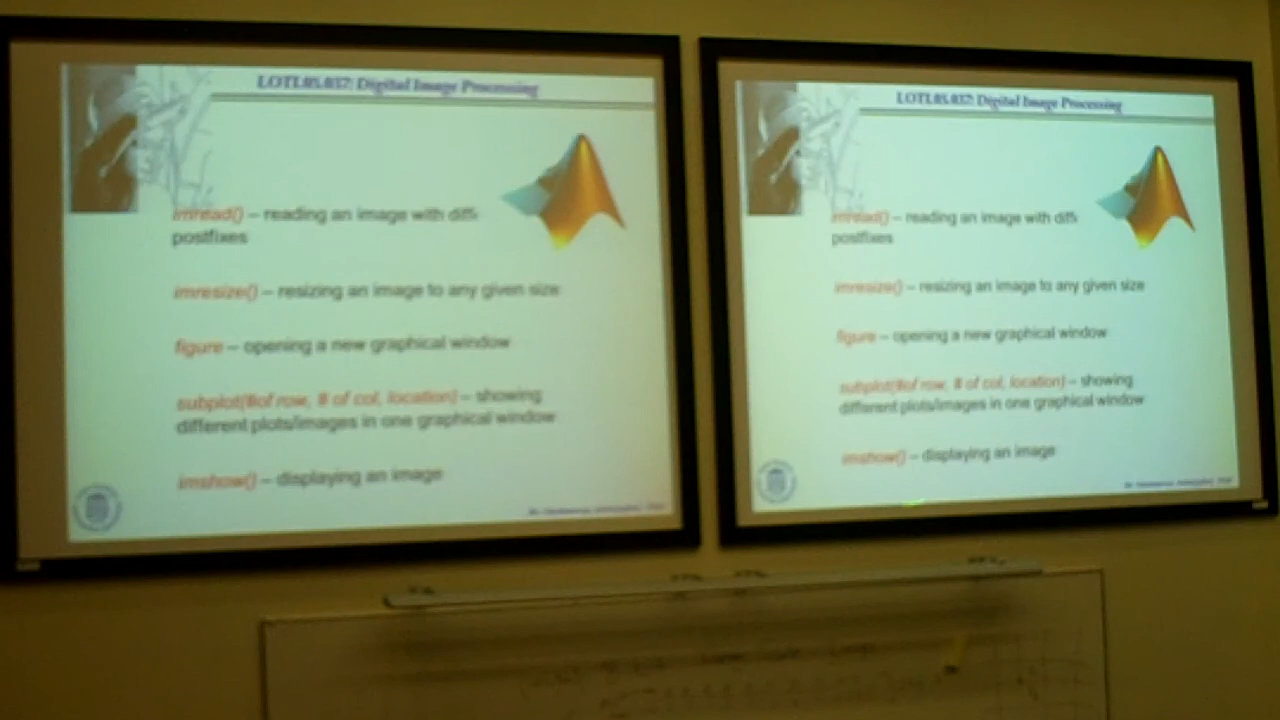 LOTI.05.037: Digital Image Processing
imread() – reading an image with diff
postfixes
imresize() – resizing an image to any given size
figure – opening a new graphical window
subplot(#of row, # of col, location) – showing
different plots/images in one graphical window
imshow() – displaying an image
LOTI.05.037: Digital Image Processing
imread() – reading an image with diff
postfixes
imresize() – resizing an image to any given size
figure – opening a new graphical window
subplot(#of row, # of col, location) – showing
different plots/images in one graphical window
imshow() – displaying an image